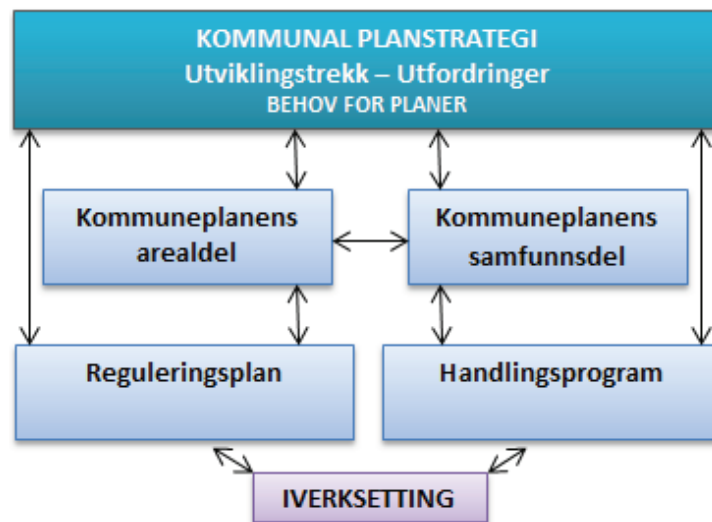 KOMMUNAL PLANSTRATEGI
Utviklingstrekk – Utfordringer
BEHOV FOR PLANER
Kommuneplanens
arealdel
Kommuneplanens
samfunnsdel
Reguleringsplan
Handlingsprogram
IVERKSETTING